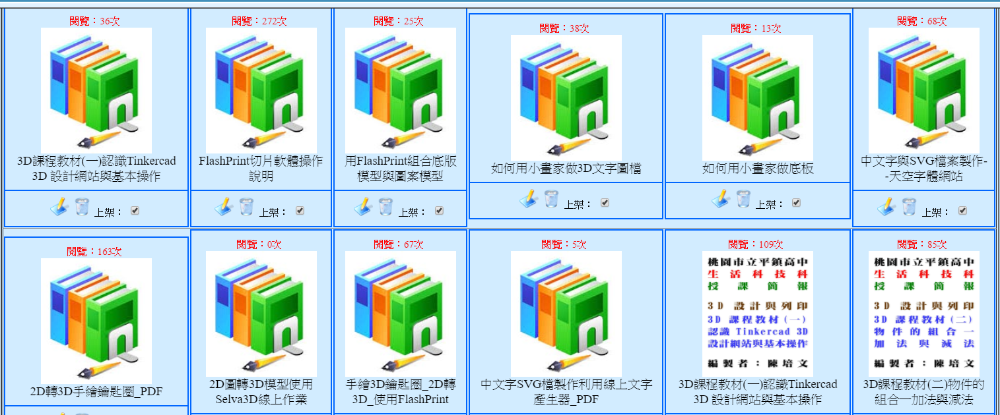 閱覽：36次
3D課程教材(一)認識Tinkercad
3D 設計網站與基本操作
上架：
閱覽：272次
FlashPrint切片軟體操作
說明
上架：
閱覽：25次
用FlashPrint組合底版
模型與圖案模型
上架：
閱覽：38次
如何用小畫家做3D文字圖檔
上架：
閱覽：13次
如何用小畫家做底板
上架：
閱覽：68次
中文字與SVG檔案製作-
-天空字體網站
上架：
閱覽：163次
2D轉3D手繪鑰匙圈_PDF
閱覽：0次
2D圖轉3D模型使用
Selva3D線上作業
閱覽：67次
手繪3D鑰匙圈_2D轉
3D_使用FlashPrint
閱覽：5次
中文字SVG檔製作利用線上文字
產生器_PDF
閱覽：109次
桃園市立平鎮高中
生活科技科
授課簡報
3D 設計與列印
3D 課程教材(一)
認識 Tinkercad 3D
設計網站與基本操作
編製者：陳培文
3D課程教材(一)認識Tinkercad
3D 設計網站與基本操作
閱覽：85次
桃園市立平鎮高中
生活科技科
授課簡報
3D 設計與列印
3D 課程教材(二)
物件的組合一
加法與減法
編製者：陳培文
3D課程教材(二)物件的
組合一加法與減法